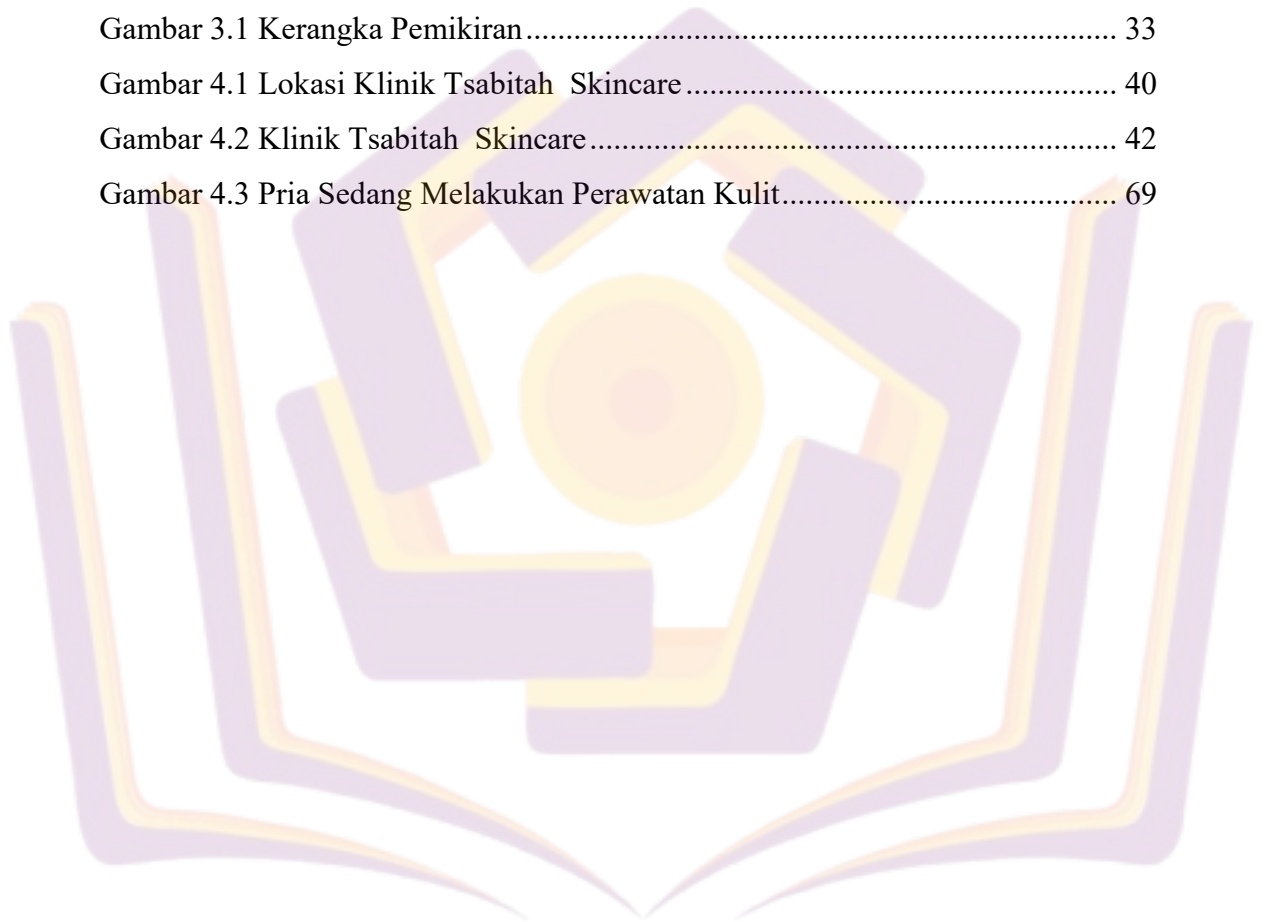 Gambar 3.1 Kerangka Pemikiran.......................................................................... 33
Gambar 4.1 Lokasi Klinik Tsabitah  Skincare ...................................................... 40
Gambar 4.2 Klinik Tsabitah  Skincare .................................................................. 42
Gambar 4.3 Pria Sedang Melakukan Perawatan Kulit.......................................... 69